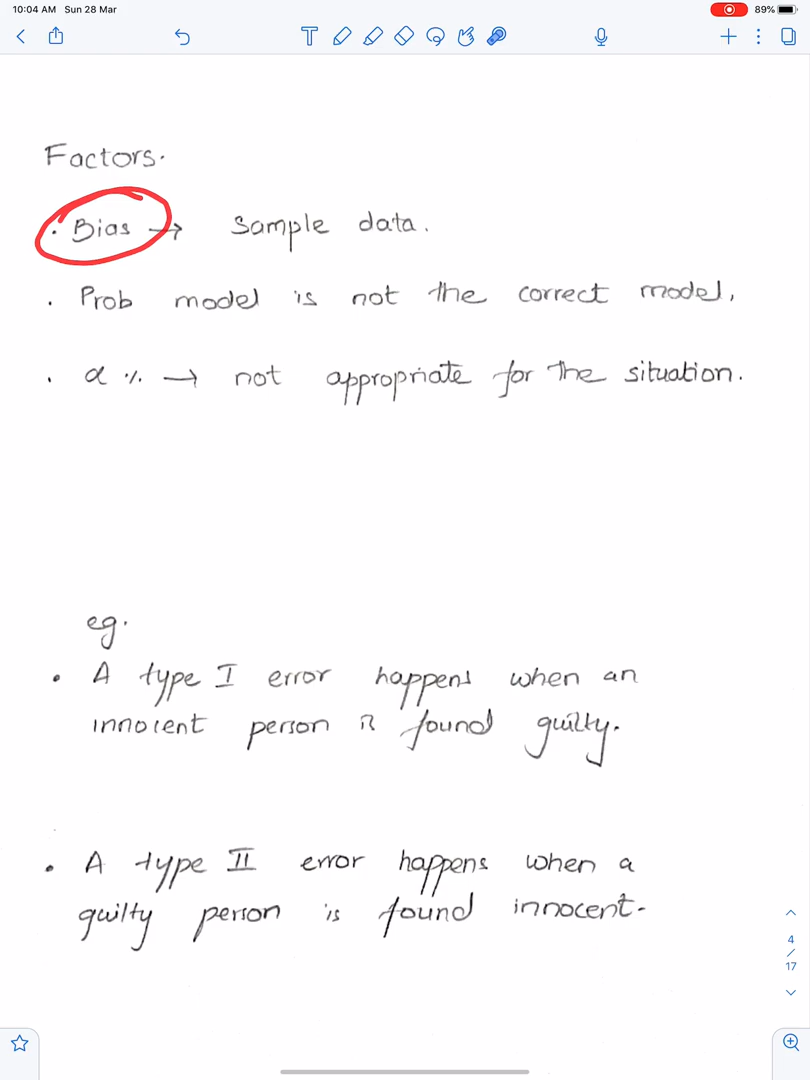 10:04 AM Sun 28 Mar
89%
Factors.
• Bias → Sample data.
• Prob model is not the correct model,
• α % → not appropriate for the situation.
eg.
• A type I error happens when an
innocent person is found guilty.
• A type II error happens when a
guilty person is found innocent.
4
/
17